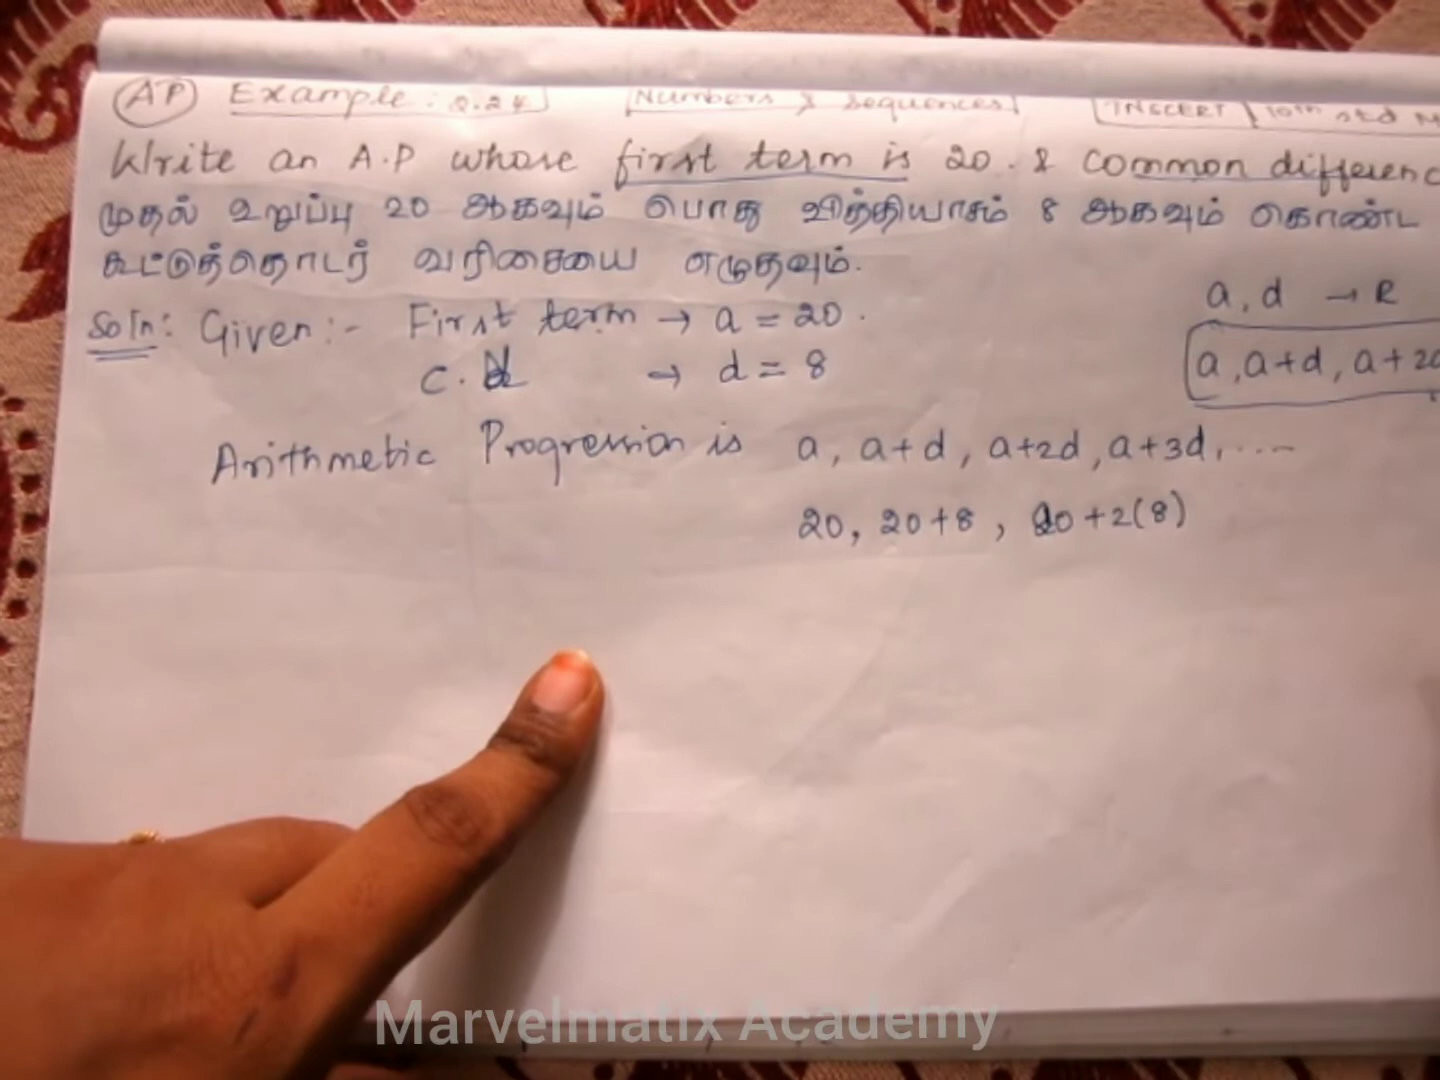 AP Example: 2.24 Numbers & Sequences TNSCERT 10th std
Write an A.P whose first term is 20. & Common differenc
முதல் உறுப்பு 20 ஆகவும் பொது வித்தியாசம் 8 ஆகவும் கொண்ட
கூட்டுத்தொடர் வரிசையை எழுதவும்.
Soln: Given:- First term → a = 20.
a, d → R
C. d → d = 8
a, a+d, a+2d
Arithmetic Progression is a, a+d, a+2d, a+3d, ....
20, 20+8, 20+2(8)
Marvelmatix Academy